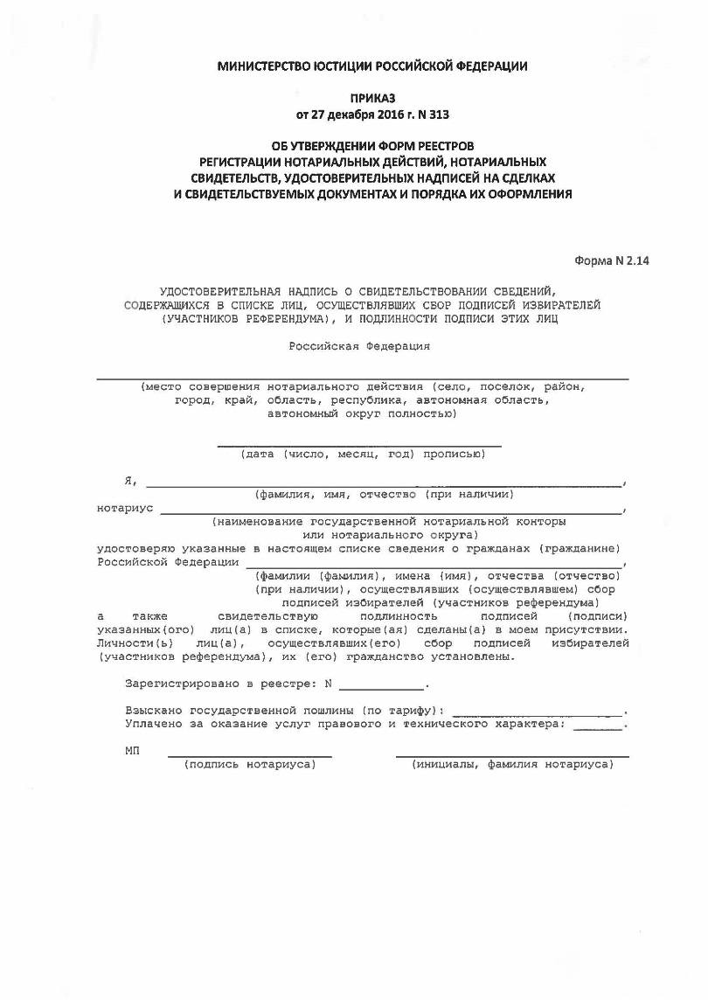 МИНИСТЕРСТВО ЮСТИЦИИ РОССИЙСКОЙ ФЕДЕРАЦИИ
ПРИКАЗ
от 27 декабря 2016 г. N 313
ОБ УТВЕРЖДЕНИИ ФОРМ РЕЕСТРОВ
РЕГИСТРАЦИИ НОТАРИАЛЬНЫХ ДЕЙСТВИЙ, НОТАРИАЛЬНЫХ
СВИДЕТЕЛЬСТВ, УДОСТОВЕРИТЕЛЬНЫХ НАДПИСЕЙ НА СДЕЛКАХ
И СВИДЕТЕЛЬСТВУЕМЫХ ДОКУМЕНТАХ И ПОРЯДКА ИХ ОФОРМЛЕНИЯ
Форма N 2.14
УДОСТОВЕРИТЕЛЬНАЯ НАДПИСЬ О СВИДЕТЕЛЬСТВОВАНИИ СВЕДЕНИЙ,
СОДЕРЖАЩИХСЯ В СПИСКЕ ЛИЦ, ОСУЩЕСТВЛЯВШИХ СБОР ПОДПИСЕЙ ИЗБИРАТЕЛЕЙ
(УЧАСТНИКОВ РЕФЕРЕНДУМА), И ПОДЛИННОСТИ ПОДПИСИ ЭТИХ ЛИЦ
Российская Федерация
(место совершения нотариального действия (село, поселок, район,
город, край, область, республика, автономная область,
автономный округ полностью)
(дата (число, месяц, год) прописью)
Я, ______________________________,
(фамилия, имя, отчество (при наличии)
нотариус ______________________________,
(наименование государственной нотариальной конторы
или нотариального округа)
удостоверяю указанные в настоящем списке сведения о гражданах (гражданине)
Российской Федерации ______________________________,
(фамилии (фамилия), имена (имя), отчества (отчество)
(при наличии), осуществлявших (осуществлявшем) сбор
подписей избирателей (участников референдума)
а также свидетельствую подлинность подписей (подписи)
указанных(ого) лиц(а) в списке, которые(ая) сделаны(а) в моем присутствии.
Личности(ь) лиц(а), осуществлявших(его) сбор подписей избирателей
(участников референдума), их (его) гражданство установлены.
Зарегистрировано в реестре: N ____________.
Взыскано государственной пошлины (по тарифу): ________________________.
Уплачено за оказание услуг правового и технического характера: _______.
МП
(подпись нотариуса) (инициалы, фамилия нотариуса)